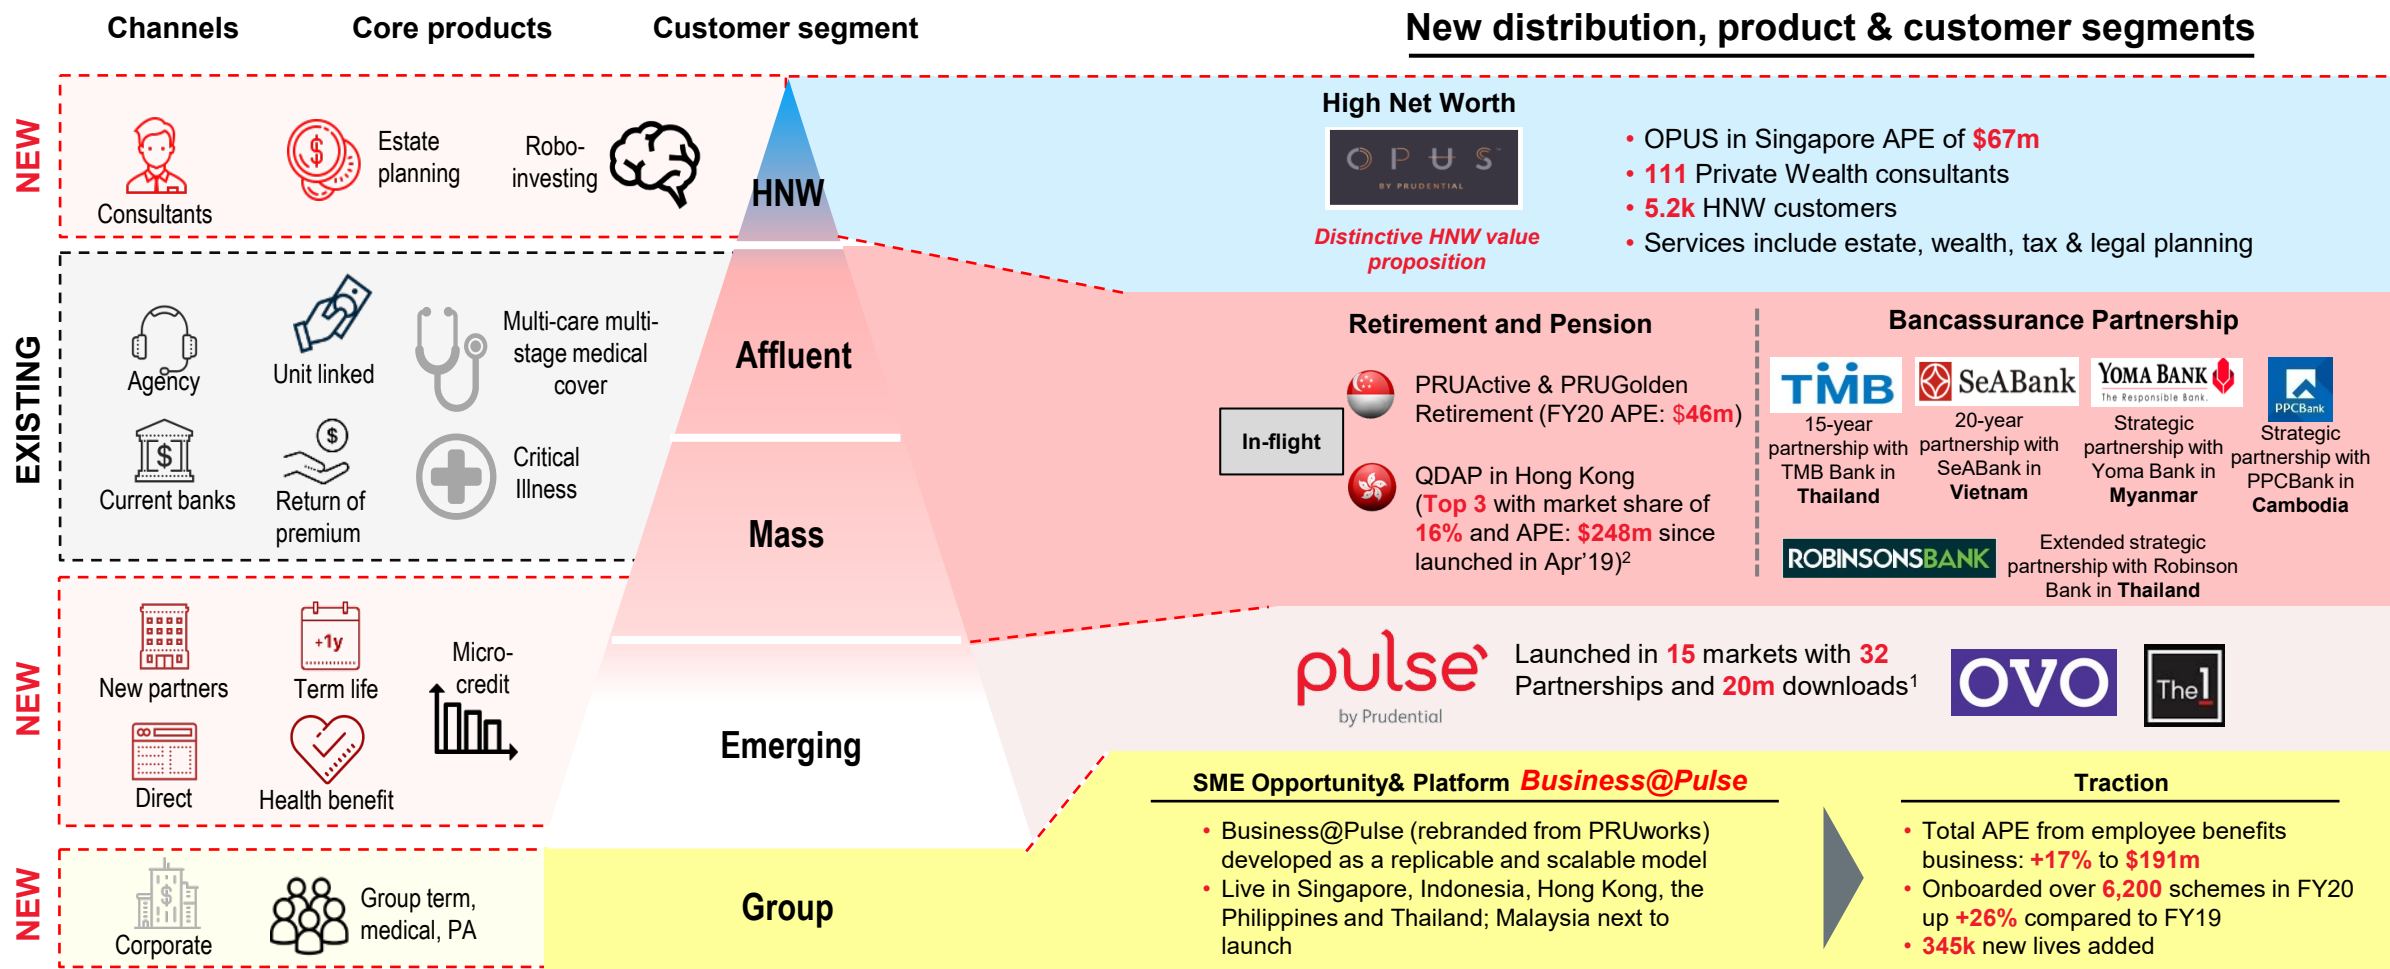 Channels
Core products
Customer segment
New distribution, product & customer segments
NEW
Consultants
Estate
planning
Robo-
investing
HNW
High Net Worth
OPUS
BY PRUDENTIAL
Distinctive HNW value
proposition
• OPUS in Singapore APE of $67m
• 111 Private Wealth consultants
• 5.2k HNW customers
• Services include estate, wealth, tax & legal planning
EXISTING
Agency
Unit linked
Multi-care multi-
stage medical
cover
Current banks
Return of
premium
Critical
Illness
Affluent
Mass
In-flight
Retirement and Pension
PRUActive & PRUGolden
Retirement (FY20 APE: $46m)
QDAP in Hong Kong
(Top 3 with market share of
16% and APE: $248m since
launched in Apr’19)2
Bancassurance Partnership
TMB
15-year
partnership with
TMB Bank in
Thailand
SeABank
20-year
partnership with
SeABank in
Vietnam
YOMA BANK
The Responsible Bank.
Strategic
partnership with
Yoma Bank in
Myanmar
PPCBank
Strategic
partnership with
PPCBank in
Cambodia
ROBINSONSBANK
Extended strategic
partnership with Robinson
Bank in Thailand
NEW
New partners
+1y
Term life
Micro-
credit
Direct
Health benefit
Emerging
pulse
by Prudential
Launched in 15 markets with 32
Partnerships and 20m downloads1
OVO
The1
NEW
Corporate
Group term,
medical, PA
Group
SME Opportunity& Platform Business@Pulse
• Business@Pulse (rebranded from PRUworks)
developed as a replicable and scalable model
• Live in Singapore, Indonesia, Hong Kong, the
Philippines and Thailand; Malaysia next to
launch
Traction
• Total APE from employee benefits
business: +17% to $191m
• Onboarded over 6,200 schemes in FY20
up +26% compared to FY19
• 345k new lives added